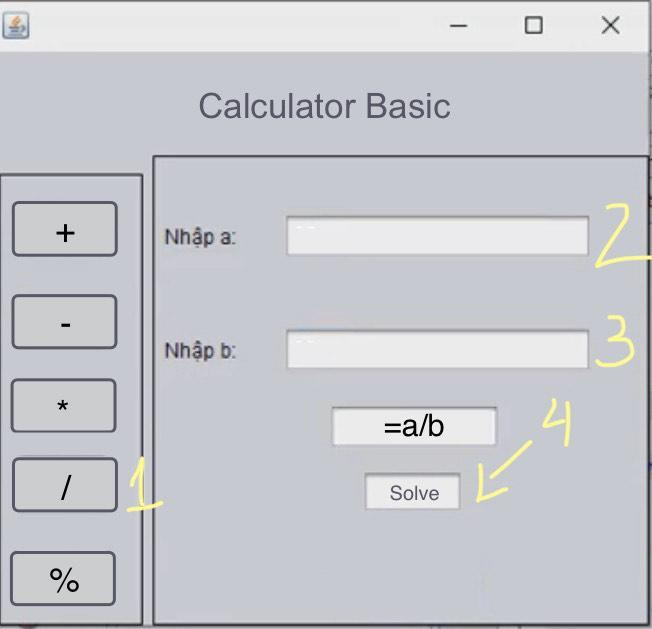 Calculator Basic
+
-
*
/ 1
%
Nhập a: 2
Nhập b: 3
=a/b
4
Solve